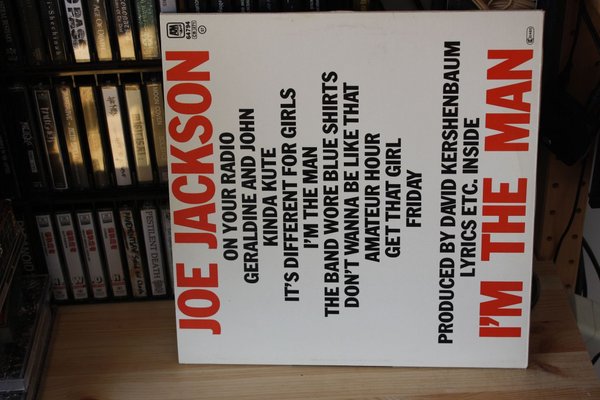 JOE JACKSON
ON YOUR RADIO
GERALDINE AND JOHN
KINDA KUTE
IT'S DIFFERENT FOR GIRLS
I'M THE MAN
THE BAND WORE BLUE SHIRTS
DON'T WANNA BE LIKE THAT
AMATEUR HOUR
GET THAT GIRL
FRIDAY
PRODUCED BY DAVID KERSHENBAUM
LYRICS ETC. INSIDE
I'M THE MAN
PESTILENT DEATH